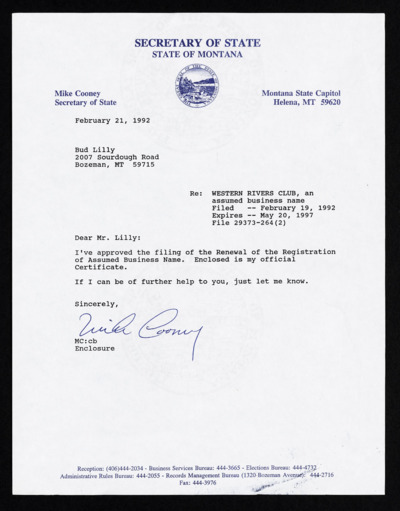 SECRETARY OF STATE
STATE OF MONTANA
Mike Cooney
Secretary of State
Montana State Capitol
Helena, MT 59620
February 21, 1992
Bud Lilly
2007 Sourdough Road
Bozeman, MT 59715
Re: WESTERN RIVERS CLUB, an
assumed business name
Filed -- February 19, 1992
Expires -- May 20, 1997
File 29373-264(2)
Dear Mr. Lilly:
I've approved the filing of the Renewal of the Registration
of Assumed Business Name. Enclosed is my official
Certificate.
If I can be of further help to you, just let me know.
Sincerely,
Mike Cooney
MC:cb
Enclosure
Reception: (406)444-2034 - Business Services Bureau: 444-3665 - Elections Bureau: 444-4732
Administrative Rules Bureau: 444-2055 - Records Management Bureau (1320 Bozeman Avenue): 444-2716
Fax: 444-3976